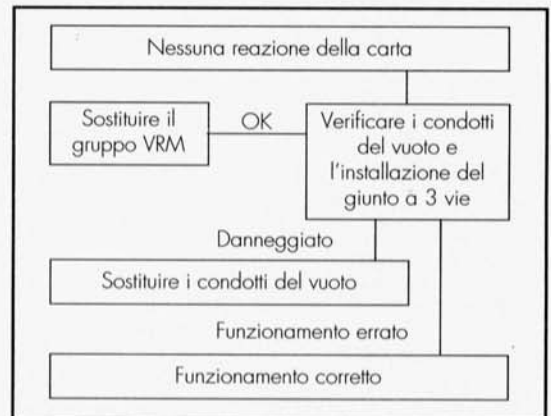 Nessuna reazione della carta
Sostituire il
gruppo VRM
OK
Verificare i condotti
del vuoto e
l'installazione del
giunto a 3 vie
Danneggiato
Sostituire i condotti del vuoto
Funzionamento errato
Funzionamento corretto